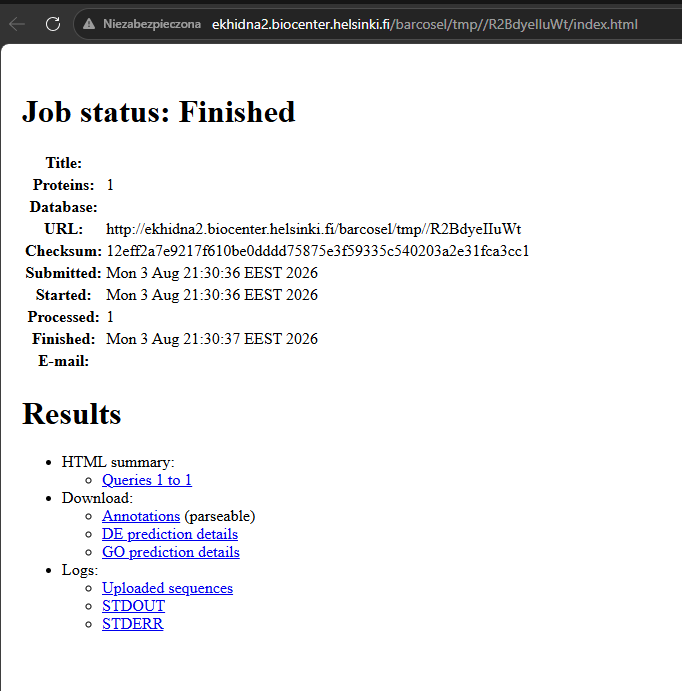 Niezabezpieczona ekhidna2.biocenter.helsinki.fi/barcosel/tmp//R2BdyeIIuWt/index.html
Job status: Finished
Title:
Proteins: 1
Database:
URL: http://ekhidna2.biocenter.helsinki.fi/barcosel/tmp//R2BdyeIIuWt
Checksum: 12eff2a7e9217f610be0dddd75875e3f59335c540203a2e31fca3cc1
Submitted: Mon 3 Aug 21:30:36 EEST 2026
Started: Mon 3 Aug 21:30:36 EEST 2026
Processed: 1
Finished: Mon 3 Aug 21:30:37 EEST 2026
E-mail:
Results
HTML summary:
Queries 1 to 1
Download:
Annotations (parseable)
DE prediction details
GO prediction details
Logs:
Uploaded sequences
STDOUT
STDERR